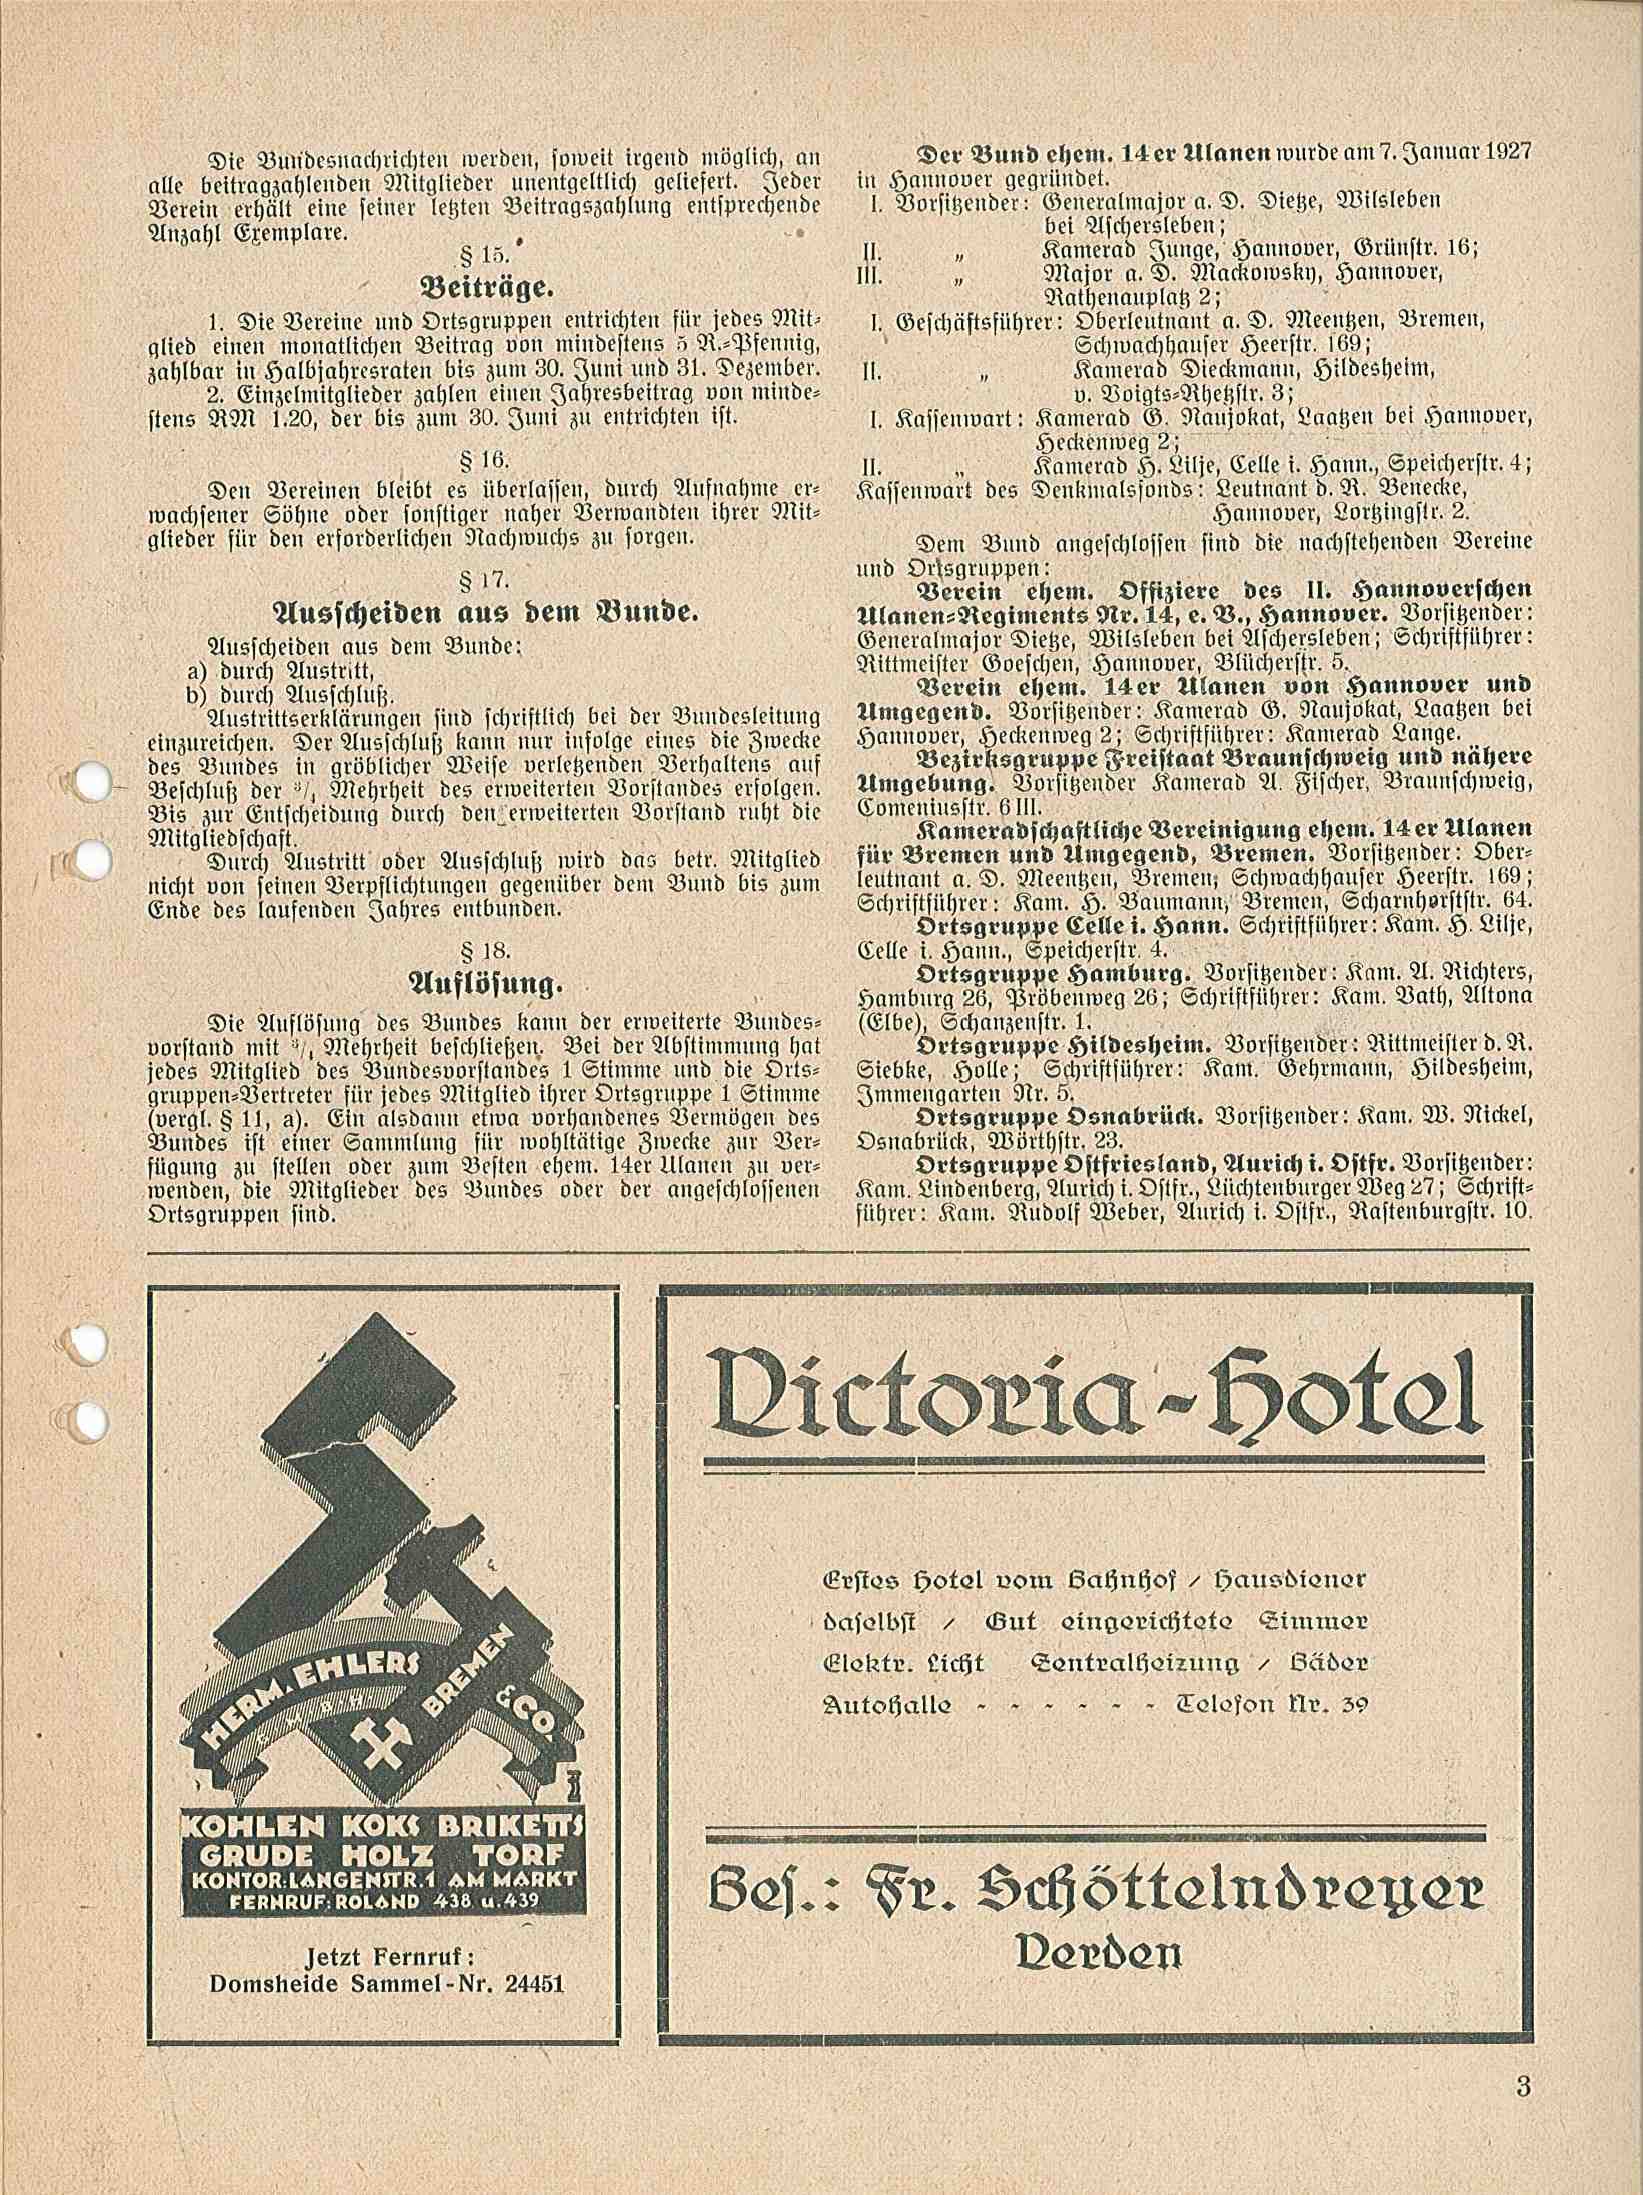 Die Bundesnachrichten werden, soweit irgend möglich, an
alle beitragzahlenden Mitglieder unentgeltlich geliefert. Jeder
Verein erhält eine seiner letzten Beitragszahlung entsprechende
Anzahl Exemplare.
§ 15.
Beiträge.
1. Die Vereine und Ortsgruppen entrichten für jedes Mit-
glied einen monatlichen Beitrag von mindestens 5 R.-Pfennig,
zahlbar in Halbjahresraten bis zum 30. Juni und 31. Dezember.
2. Einzelmitglieder zahlen einen Jahresbeitrag von minde-
stens RM 1.20, der bis zum 30. Juni zu entrichten ist.
§ 16.
Den Vereinen bleibt es überlassen, durch Aufnahme er-
wachsener Söhne oder sonstiger naher Verwandten ihrer Mit-
glieder für den erforderlichen Nachwuchs zu sorgen.
§ 17.
Ausscheiden aus dem Bunde.
Ausscheiden aus dem Bunde:
a) durch Austritt,
b) durch Ausschluß.
Austrittserklärungen sind schriftlich bei der Bundesleitung
einzureichen. Der Ausschluß kann nur infolge eines die Zwecke
des Bundes in gröblicher Weise verletzenden Verhaltens auf
Beschluß der 3/4 Mehrheit des erweiterten Vorstandes erfolgen.
Bis zur Entscheidung durch den erweiterten Vorstand ruht die
Mitgliedschaft.
Durch Austritt oder Ausschluß wird das betr. Mitglied
nicht von seinen Verpflichtungen gegenüber dem Bund bis zum
Ende des laufenden Jahres entbunden.
§ 18.
Auflösung.
Die Auflösung des Bundes kann der erweiterte Bundes-
vorstand mit 3/4 Mehrheit beschließen. Bei der Abstimmung hat
jedes Mitglied des Bundesvorstandes 1 Stimme und die Orts-
gruppen-Vertreter für jedes Mitglied ihrer Ortsgruppe 1 Stimme
(vergl. § 11, a). Ein alsdann etwa vorhandenes Vermögen des
Bundes ist einer Sammlung für wohltätige Zwecke zur Ver-
fügung zu stellen oder zum Besten ehem. 14er Ulanen zu ver-
wenden, die Mitglieder des Bundes oder der angeschlossenen
Ortsgruppen sind.
Der Bund ehem. 14er Ulanen wurde am 7. Januar 1927
in Hannover gegründet.
I. Vorsitzender: Generalmajor a. D. Dietze, Wilsleben
bei Aschersleben;
II. „ Kamerad Junge, Hannover, Grünstr. 16;
III. „ Major a. D. Mackowsky, Hannover,
Rathenauplatz 2;
I. Geschäftsführer: Oberleutnant a. D. Meentzen, Bremen,
Schwachhauser Heerstr. 169;
II. „ Kamerad Dieckmann, Hildesheim,
v. Voigts-Rhetzstr. 3;
I. Kassenwart: Kamerad G. Naujokat, Laatzen bei Hannover,
Heckenweg 2;
II. „ Kamerad H. Lilje, Celle i. Hann., Speicherstr. 4;
Kassenwart des Denkmalsfonds: Leutnant d. R. Benecke,
Hannover, Lortzingstr. 2.
Dem Bund angeschlossen sind die nachstehenden Vereine
und Ortsgruppen:
Verein ehem. Offiziere des II. Hannoverschen
Ulanen-Regiments Nr. 14, e. V., Hannover. Vorsitzender:
Generalmajor Dietze, Wilsleben bei Aschersleben; Schriftführer:
Rittmeister Goeschen, Hannover, Blücherstr. 5.
Verein ehem. 14er Ulanen von Hannover und
Umgegend. Vorsitzender: Kamerad G. Naujokat, Laatzen bei
Hannover, Heckenweg 2; Schriftführer: Kamerad Lange.
Bezirksgruppe Freistaat Braunschweig und nähere
Umgebung. Vorsitzender Kamerad A. Fischer, Braunschweig,
Comeniusstr. 6 III.
Kameradschaftliche Vereinigung ehem. 14er Ulanen
für Bremen und Umgegend, Bremen. Vorsitzender: Ober-
leutnant a. D. Meentzen, Bremen, Schwachhauser Heerstr. 169;
Schriftführer: Kam. H. Baumann, Bremen, Scharnhorststr. 64.
Ortsgruppe Celle i. Hann. Schriftführer: Kam. H. Lilje,
Celle i. Hann., Speicherstr. 4.
Ortsgruppe Hamburg. Vorsitzender: Kam. A. Richters,
Hamburg 26, Pröbenweg 26; Schriftführer: Kam. Vath, Altona
(Elbe), Schanzenstr. 1.
Ortsgruppe Hildesheim. Vorsitzender: Rittmeister d. R.
Siebke, Holle; Schriftführer: Kam. Gehrmann, Hildesheim,
Immengarten Nr. 5.
Ortsgruppe Osnabrück. Vorsitzender: Kam. W. Nickel,
Osnabrück, Wörthstr. 23.
Ortsgruppe Ostfriesland, Aurich i. Ostfr. Vorsitzender:
Kam. Lindenberg, Aurich i. Ostfr., Lüchtenburger Weg 27; Schrift-
führer: Kam. Rudolf Weber, Aurich i. Ostfr., Rastenburgstr. 10.
HERM. EHLERS
G.M.B.H.
BREMEN
& CO.
KOHLEN KOKS BRIKETTS
GRUDE HOLZ TORF
KONTOR: LANGENSTR. 1 AM MARKT
FERNRUF: ROLAND 438 u. 439
Jetzt Fernruf:
Domsheide Sammel-Nr. 24451
Victoria-Hotel
Erstes Hotel vom Bahnhof / Hausdiener
daselbst / Gut eingerichtete Zimmer
Elektr. Licht Zentralheizung / Bäder
Autohalle - - - - - - Telefon Nr. 39
Bes.: Fr. Schöttelndreyer
Verden
3